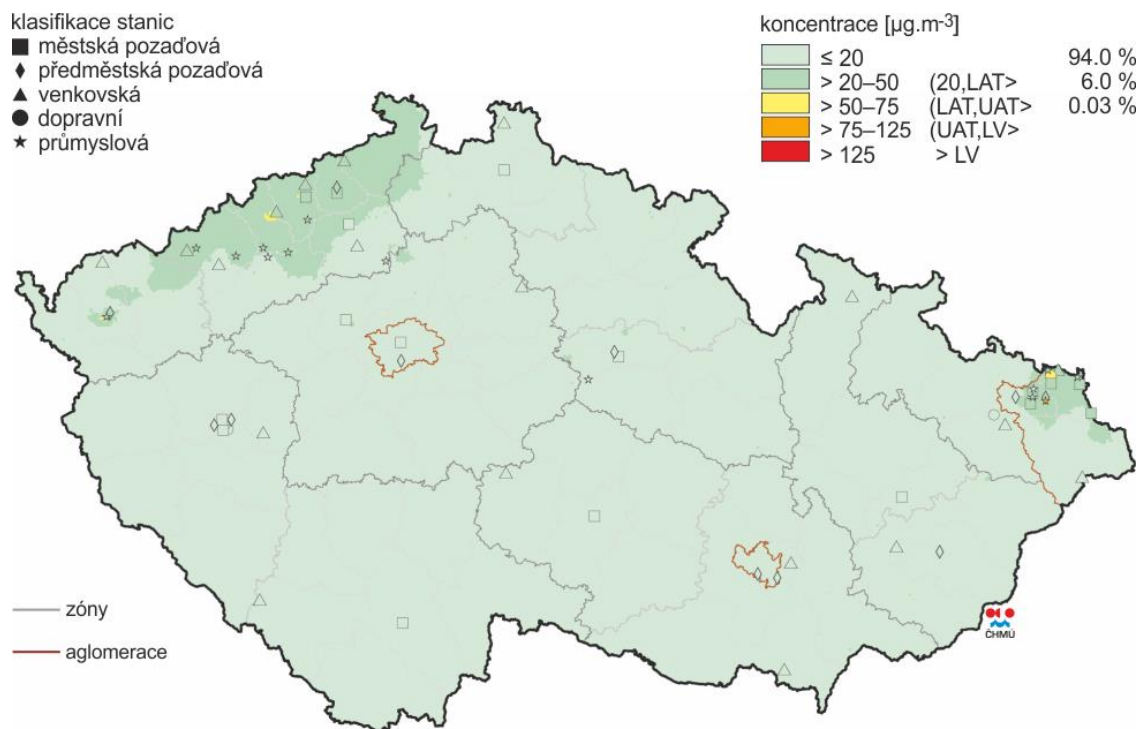 klasifikace stanic
městská pozaďová
předměstská pozaďová
venkovská
dopravní
průmyslová
koncentrace [µg.m-3]
≤ 20 94.0 %
> 20–50 (20,LAT> 6.0 %
> 50–75 (LAT,UAT> 0.03 %
> 75–125 (UAT,LV>
> 125 > LV
zóny
aglomerace
ČHMÚ